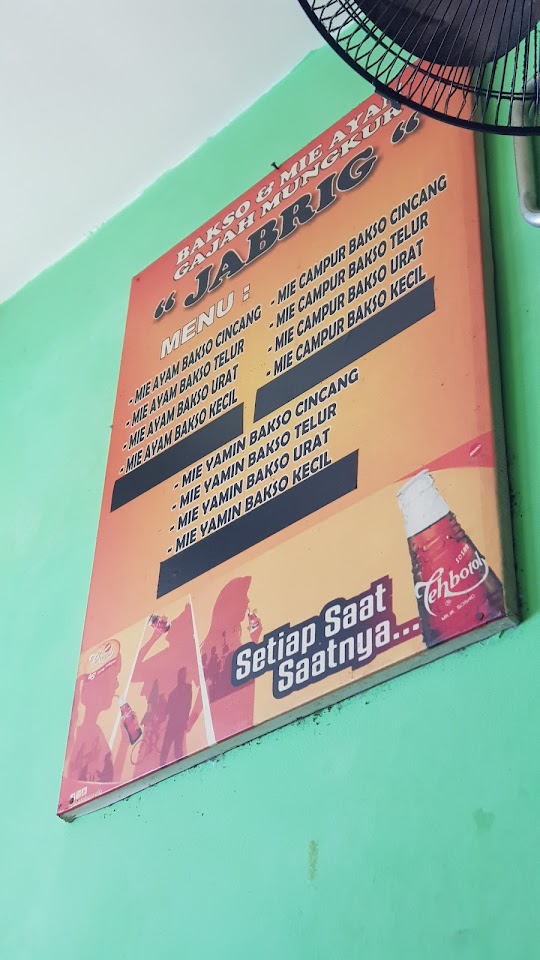 BAKSO & MIE AYAM
GAJAH MUNGKUR
“ JABRIG “
MENU :
- MIE AYAM BAKSO CINCANG
- MIE AYAM BAKSO TELUR
- MIE AYAM BAKSO URAT
- MIE AYAM BAKSO KECIL
- MIE CAMPUR BAKSO CINCANG
- MIE CAMPUR BAKSO TELUR
- MIE CAMPUR BAKSO URAT
- MIE CAMPUR BAKSO KECIL
- MIE YAMIN BAKSO CINCANG
- MIE YAMIN BAKSO TELUR
- MIE YAMIN BAKSO URAT
- MIE YAMIN BAKSO KECIL
Setiap Saat
Saatnya...
SOSRO
Tehbotol